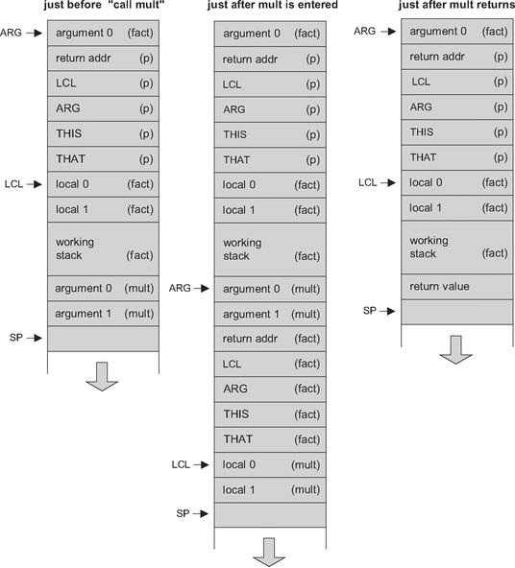 just before "call mult"
ARG
argument 0 (fact)
return addr (p)
LCL (p)
ARG (p)
THIS (p)
THAT (p)
LCL
local 0 (fact)
local 1 (fact)
working
stack (fact)
argument 0 (mult)
argument 1 (mult)
SP
just after mult is entered
argument 0 (fact)
return addr (p)
LCL (p)
ARG (p)
THIS (p)
THAT (p)
local 0 (fact)
local 1 (fact)
working
stack (fact)
ARG
argument 0 (mult)
argument 1 (mult)
return addr (fact)
LCL (fact)
ARG (fact)
THIS (fact)
THAT (fact)
LCL
local 0 (mult)
local 1 (mult)
SP
just after mult returns
ARG
argument 0 (fact)
return addr (p)
LCL (p)
ARG (p)
THIS (p)
THAT (p)
LCL
local 0 (fact)
local 1 (fact)
working
stack (fact)
return value
SP